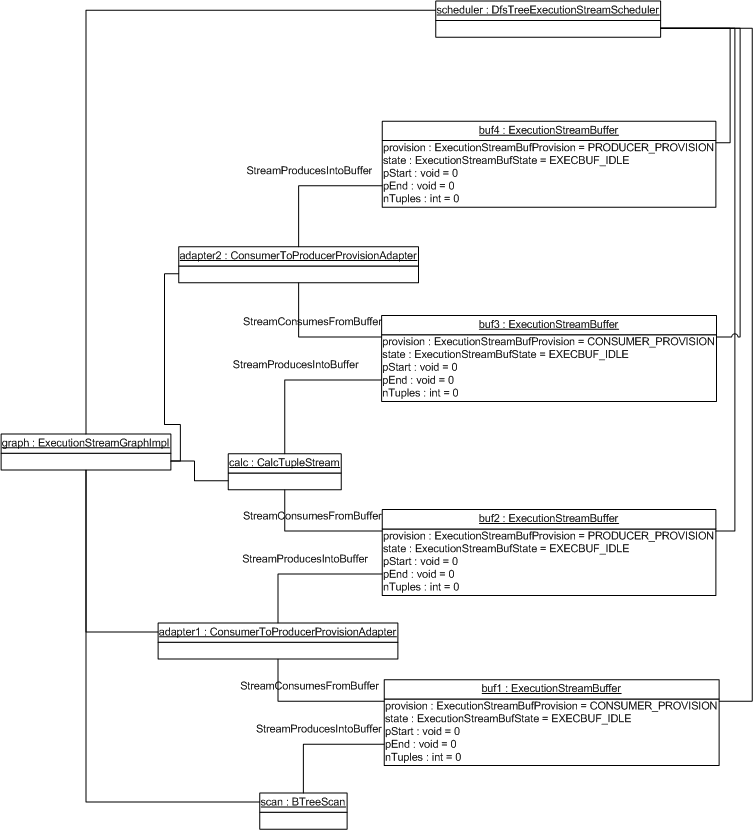 scheduler : DfsTreeExecutionStreamScheduler
buf4 : ExecutionStreamBuffer
provision : ExecutionStreamBufProvision = PRODUCER_PROVISION
state : ExecutionStreamBufState = EXECBUF_IDLE
pStart : void = 0
pEnd : void = 0
nTuples : int = 0
StreamProducesIntoBuffer
adapter2 : ConsumerToProducerProvisionAdapter
StreamConsumesFromBuffer
buf3 : ExecutionStreamBuffer
provision : ExecutionStreamBufProvision = CONSUMER_PROVISION
state : ExecutionStreamBufState = EXECBUF_IDLE
pStart : void = 0
pEnd : void = 0
nTuples : int = 0
StreamProducesIntoBuffer
graph : ExecutionStreamGraphImpl
calc : CalcTupleStream
StreamConsumesFromBuffer
buf2 : ExecutionStreamBuffer
provision : ExecutionStreamBufProvision = PRODUCER_PROVISION
state : ExecutionStreamBufState = EXECBUF_IDLE
pStart : void = 0
pEnd : void = 0
nTuples : int = 0
StreamProducesIntoBuffer
adapter1 : ConsumerToProducerProvisionAdapter
StreamConsumesFromBuffer
buf1 : ExecutionStreamBuffer
provision : ExecutionStreamBufProvision = CONSUMER_PROVISION
state : ExecutionStreamBufState = EXECBUF_IDLE
pStart : void = 0
pEnd : void = 0
nTuples : int = 0
StreamProducesIntoBuffer
scan : BTreeScan